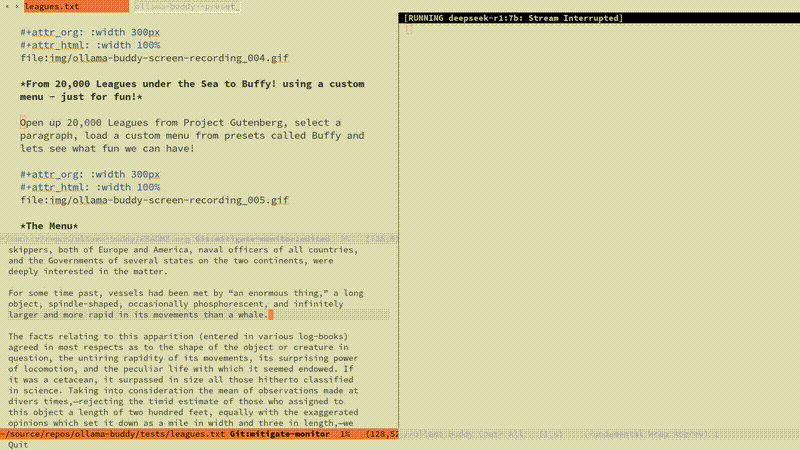 leagues.txt
ollama-buddy--preset_
#+attr_org: :width 300px
#+attr_html: :width 100%
file:img/ollama-buddy-screen-recording_004.gif
*From 20,000 Leagues under the Sea to Buffy! using a custom
menu - just for fun!*
Open up 20,000 Leagues from Project Gutenberg, select a
paragraph, load a custom menu from presets called Buffy and
lets see what fun we can have!
#+attr_org: :width 300px
#+attr_html: :width 100%
file:img/ollama-buddy-screen-recording_005.gif
*The Menu*
skippers, both of Europe and America, naval officers of all countries,
and the Governments of several states on the two continents, were
deeply interested in the matter.
For some time past, vessels had been met by “an enormous thing,” a long
object, spindle-shaped, occasionally phosphorescent, and infinitely
larger and more rapid in its movements than a whale.
The facts relating to this apparition (entered in various log-books)
agreed in most respects as to the shape of the object or creature in
question, the untiring rapidity of its movements, its surprising power
of locomotion, and the peculiar life with which it seemed endowed. If
it was a cetacean, it surpassed in size all those hitherto classified
in science. Taking into consideration the mean of observations made at
divers times,—rejecting the timid estimate of those who assigned to
this object a length of two hundred feet, equally with the exaggerated
opinions which set it down as a mile in width and three in length,—we
~/source/repos/ollama-buddy/tests/leagues.txt Git:mitigate-monitor 1% (128,52
Quit
[RUNNING deepseek-r1:7b: Stream Interrupted]